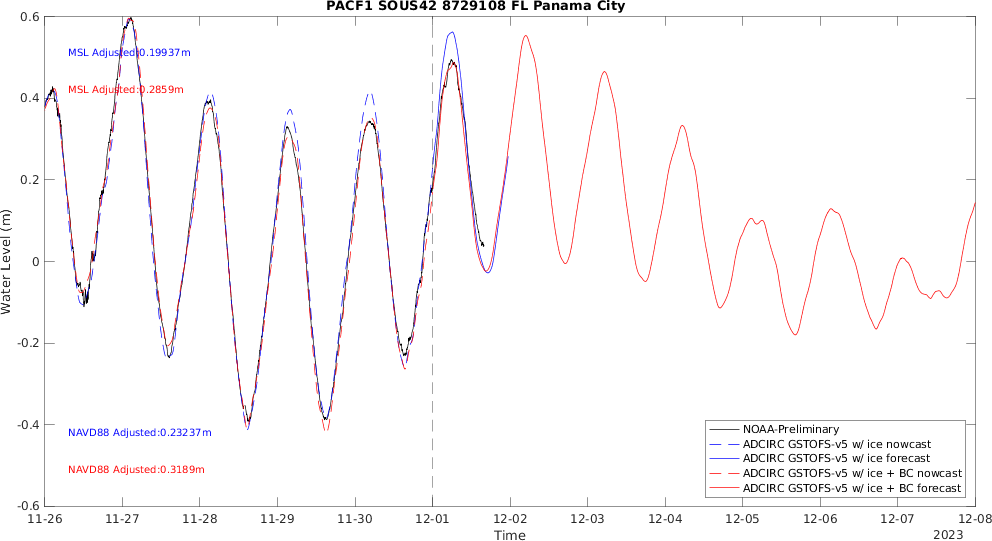 PACF1 SOUS42 8729108 FL Panama City
0.6
0.4
0.2
0
-0.2
-0.4
-0.6
Water Level (m)
MSL Adjusted:0.19937m
MSL Adjusted:0.2859m
NAVD88 Adjusted:0.23237m
NAVD88 Adjusted:0.3189m
NOAA-Preliminary
ADCIRC GSTOFS-v5 w/ ice nowcast
ADCIRC GSTOFS-v5 w/ ice forecast
ADCIRC GSTOFS-v5 w/ ice + BC nowcast
ADCIRC GSTOFS-v5 w/ ice + BC forecast
11-26 11-27 11-28 11-29 11-30 12-01 12-02 12-03 12-04 12-05 12-06 12-07 12-08
Time
2023